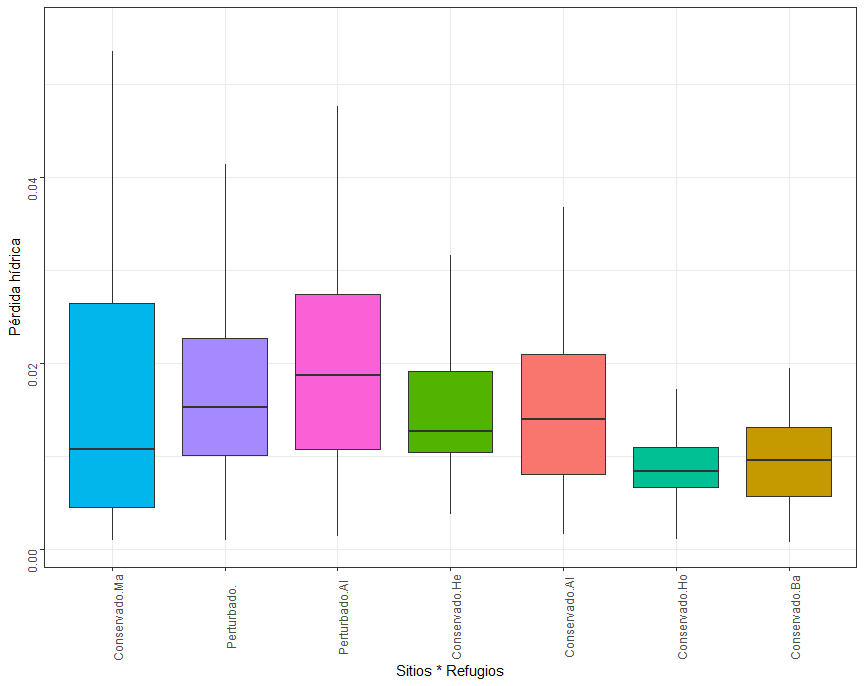 Pérdida hídrica
0.04
0.02
0.00
Conservado.Ma
Perturbado.
Perturbado.Al
Conservado.He
Conservado.Al
Conservado.Ho
Conservado.Ba
Sitios * Refugios